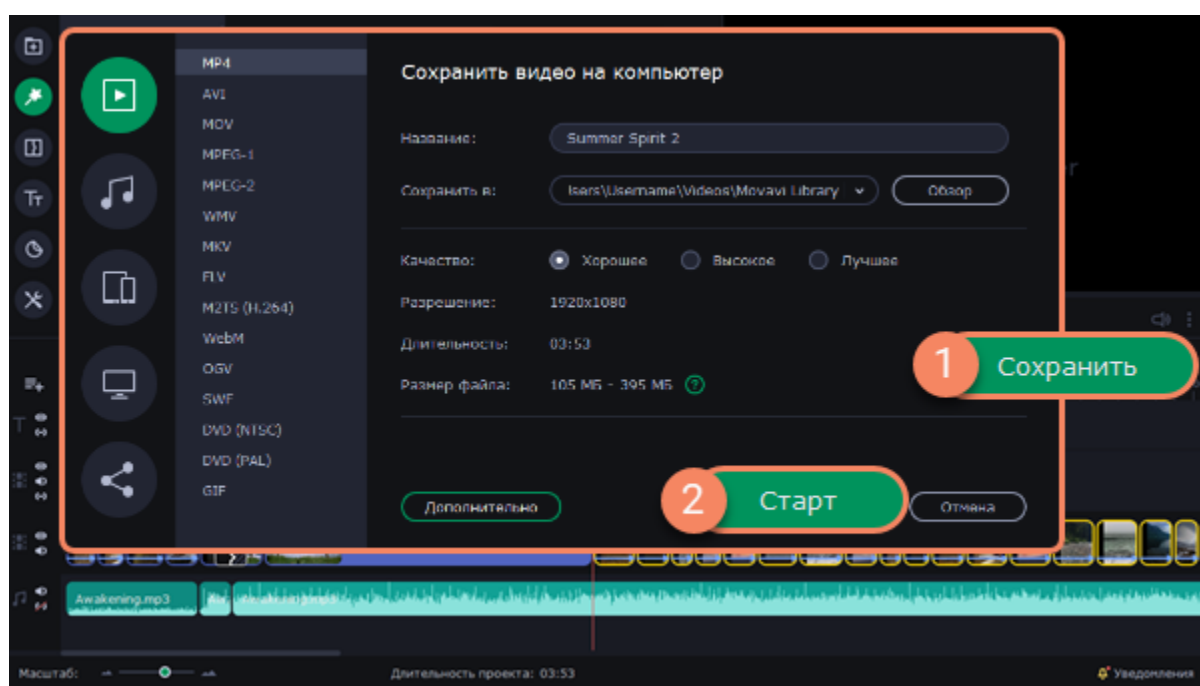 MP4
AVI
MOV
MPEG-1
MPEG-2
WMV
MKV
FLV
M2TS (H.264)
WebM
OGV
SWF
DVD (NTSC)
DVD (PAL)
GIF
Сохранить видео на компьютер
Название: Summer Spirit 2
Сохранить в: Isers\Username\Videos\Movavi Library Обзор
Качество: Хорошее Высокое Лучшее
Разрешение: 1920x1080
Длительность: 03:53
Размер файла: 105 МБ - 395 МБ ?
1 Сохранить
Дополнительно 2 Старт Отмена
Awakening.mp3
Масштаб: Длительность проекта: 03:53 Уведомления